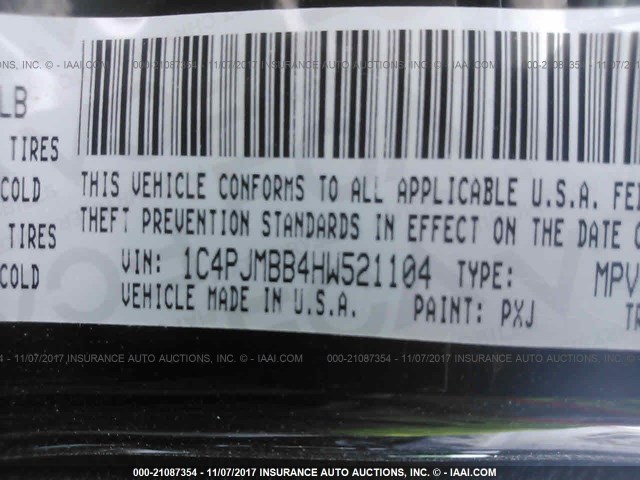 LB
TIRES
COLD
TIRES
COLD
THIS VEHICLE CONFORMS TO ALL APPLICABLE U.S.A. FE
THEFT PREVENTION STANDARDS IN EFFECT ON THE DATE
VIN: 1C4PJMBB4HW521104 TYPE: MPV
VEHICLE MADE IN U.S.A. PAINT: PXJ
000-21087354 - 11/07/2017 INSURANCE AUTO AUCTIONS, INC. - © IAAI.COM